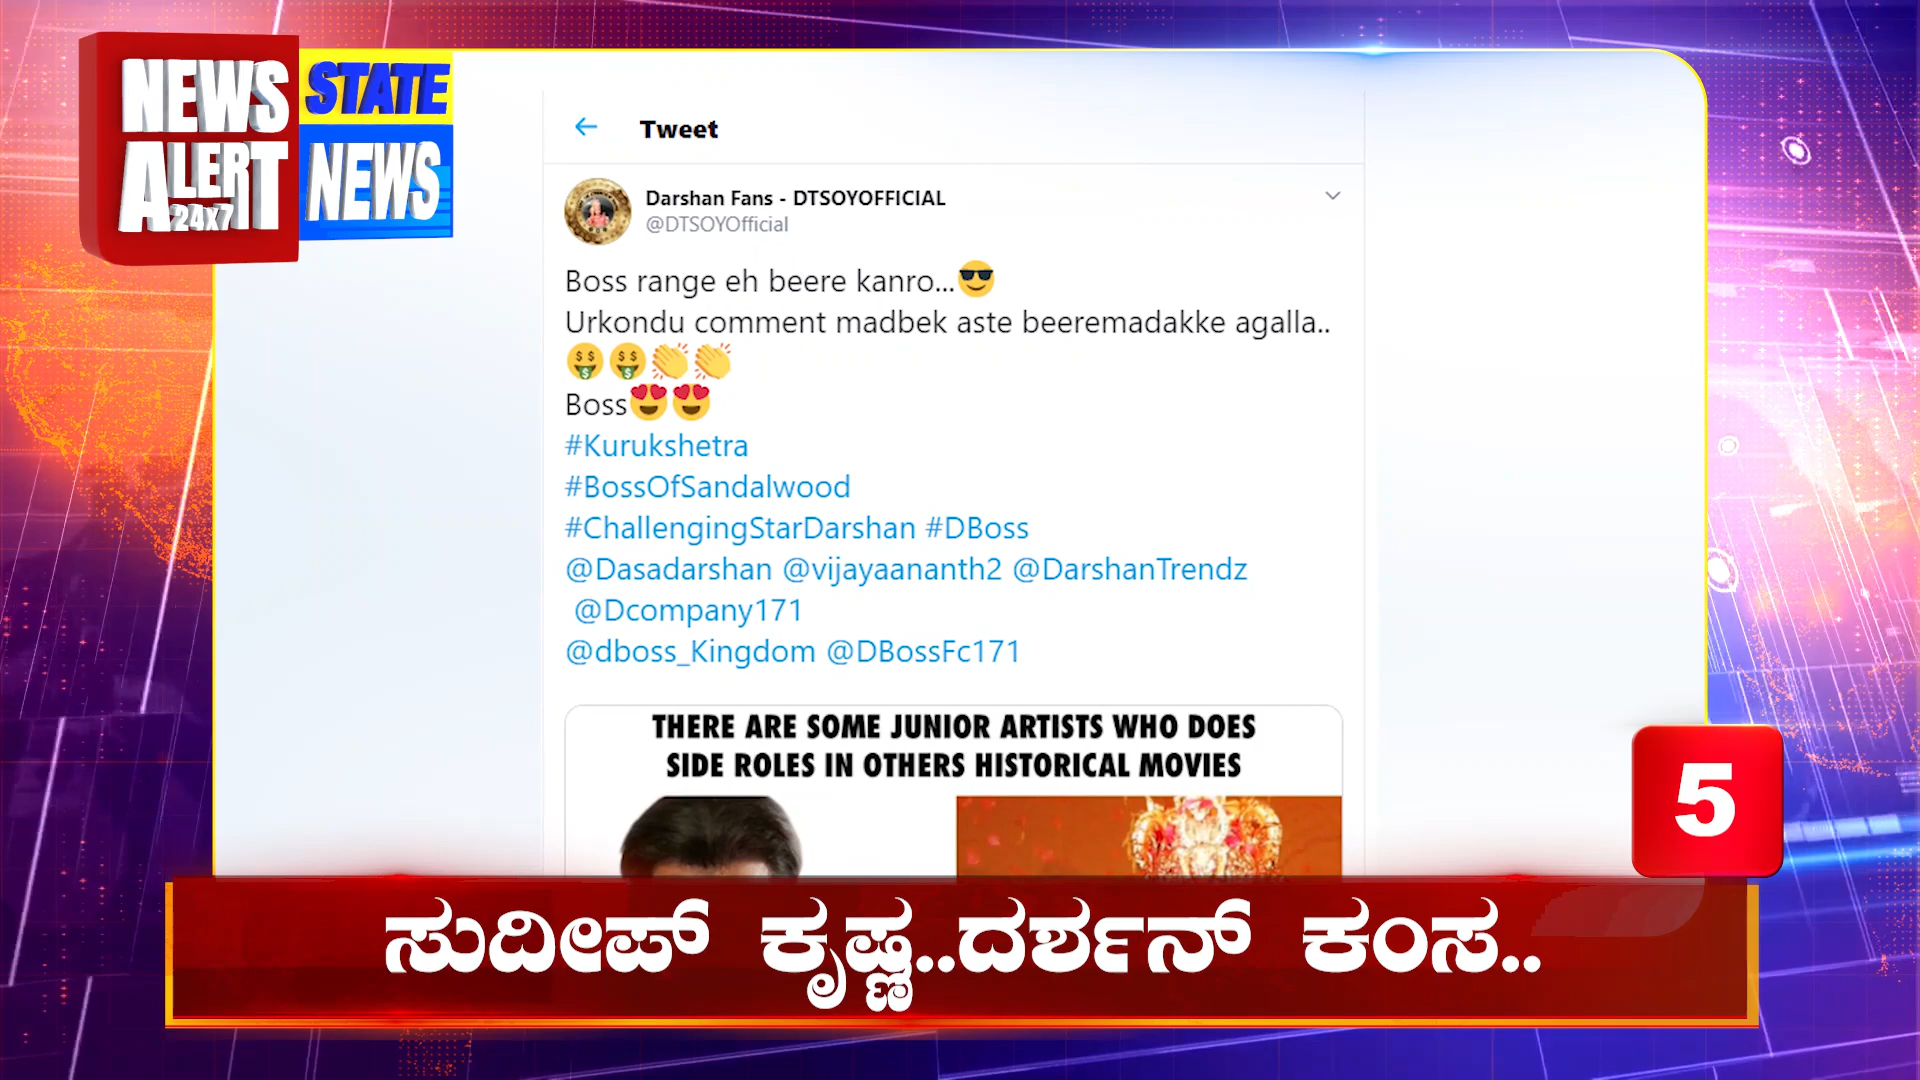 NEWS
ALERT
24x7
STATE
NEWS
Tweet
Darshan Fans - DTSOYOFFICIAL
@DTSOYOfficial
Boss range eh beere kanro...😎
Urkondu comment madbek aste beeremadakke agalla..
🤑🤑👏👏
Boss😍😍
#Kurukshetra
#BossOfSandalwood
#ChallengingStarDarshan #DBoss
@Dasadarshan @vijayaananth2 @DarshanTrendz
@Dcompany171
@dboss_Kingdom @DBossFc171
THERE ARE SOME JUNIOR ARTISTS WHO DOES
SIDE ROLES IN OTHERS HISTORICAL MOVIES
5
ಸುದೀಪ್ ಕೃಷ್ಣ..ದರ್ಶನ್ ಕಂಸ..